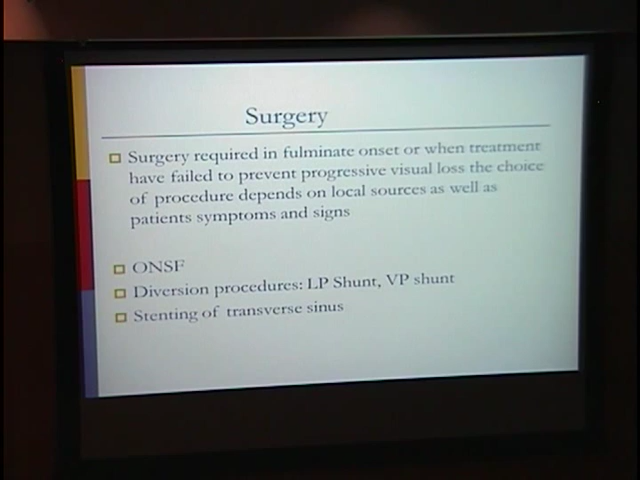 Surgery
Surgery required in fulminate onset or when treatment
have failed to prevent progressive visual loss the choice
of procedure depends on local sources as well as
patients symptoms and signs
ONSF
Diversion procedures: LP Shunt, VP shunt
Stenting of transverse sinus